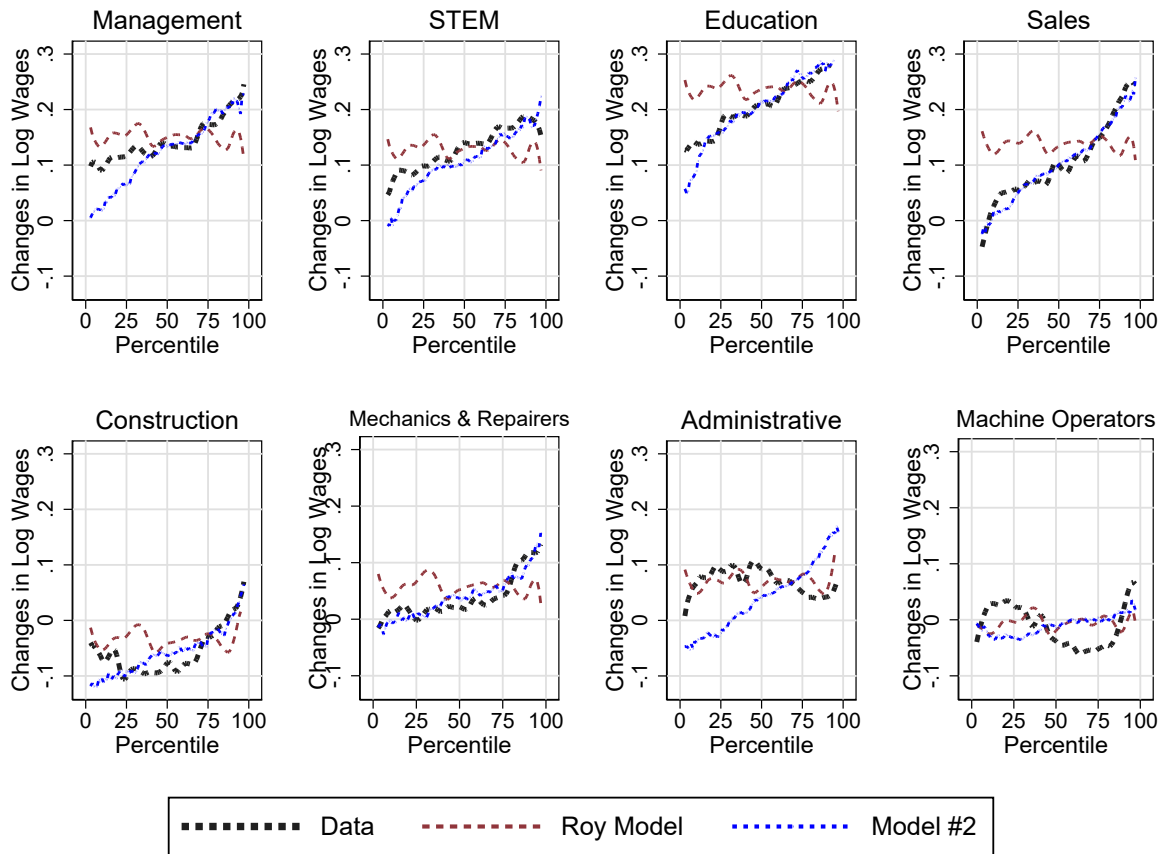 Management
STEM
Education
Sales
Changes in Log Wages
.3
.2
.1
0
-.1
0 25 50 75 100
Percentile
Changes in Log Wages
.3
.2
.1
0
-.1
0 25 50 75 100
Percentile
Changes in Log Wages
.3
.2
.1
0
-.1
0 25 50 75 100
Percentile
Changes in Log Wages
.3
.2
.1
0
-.1
0 25 50 75 100
Percentile
Construction
Mechanics & Repairers
Administrative
Machine Operators
Changes in Log Wages
.3
.2
.1
0
-.1
0 25 50 75 100
Percentile
Changes in Log Wages
.3
.2
.1
0
-.1
0 25 50 75 100
Percentile
Changes in Log Wages
.3
.2
.1
0
-.1
0 25 50 75 100
Percentile
Changes in Log Wages
.3
.2
.1
0
-.1
0 25 50 75 100
Percentile
Data Roy Model Model #2